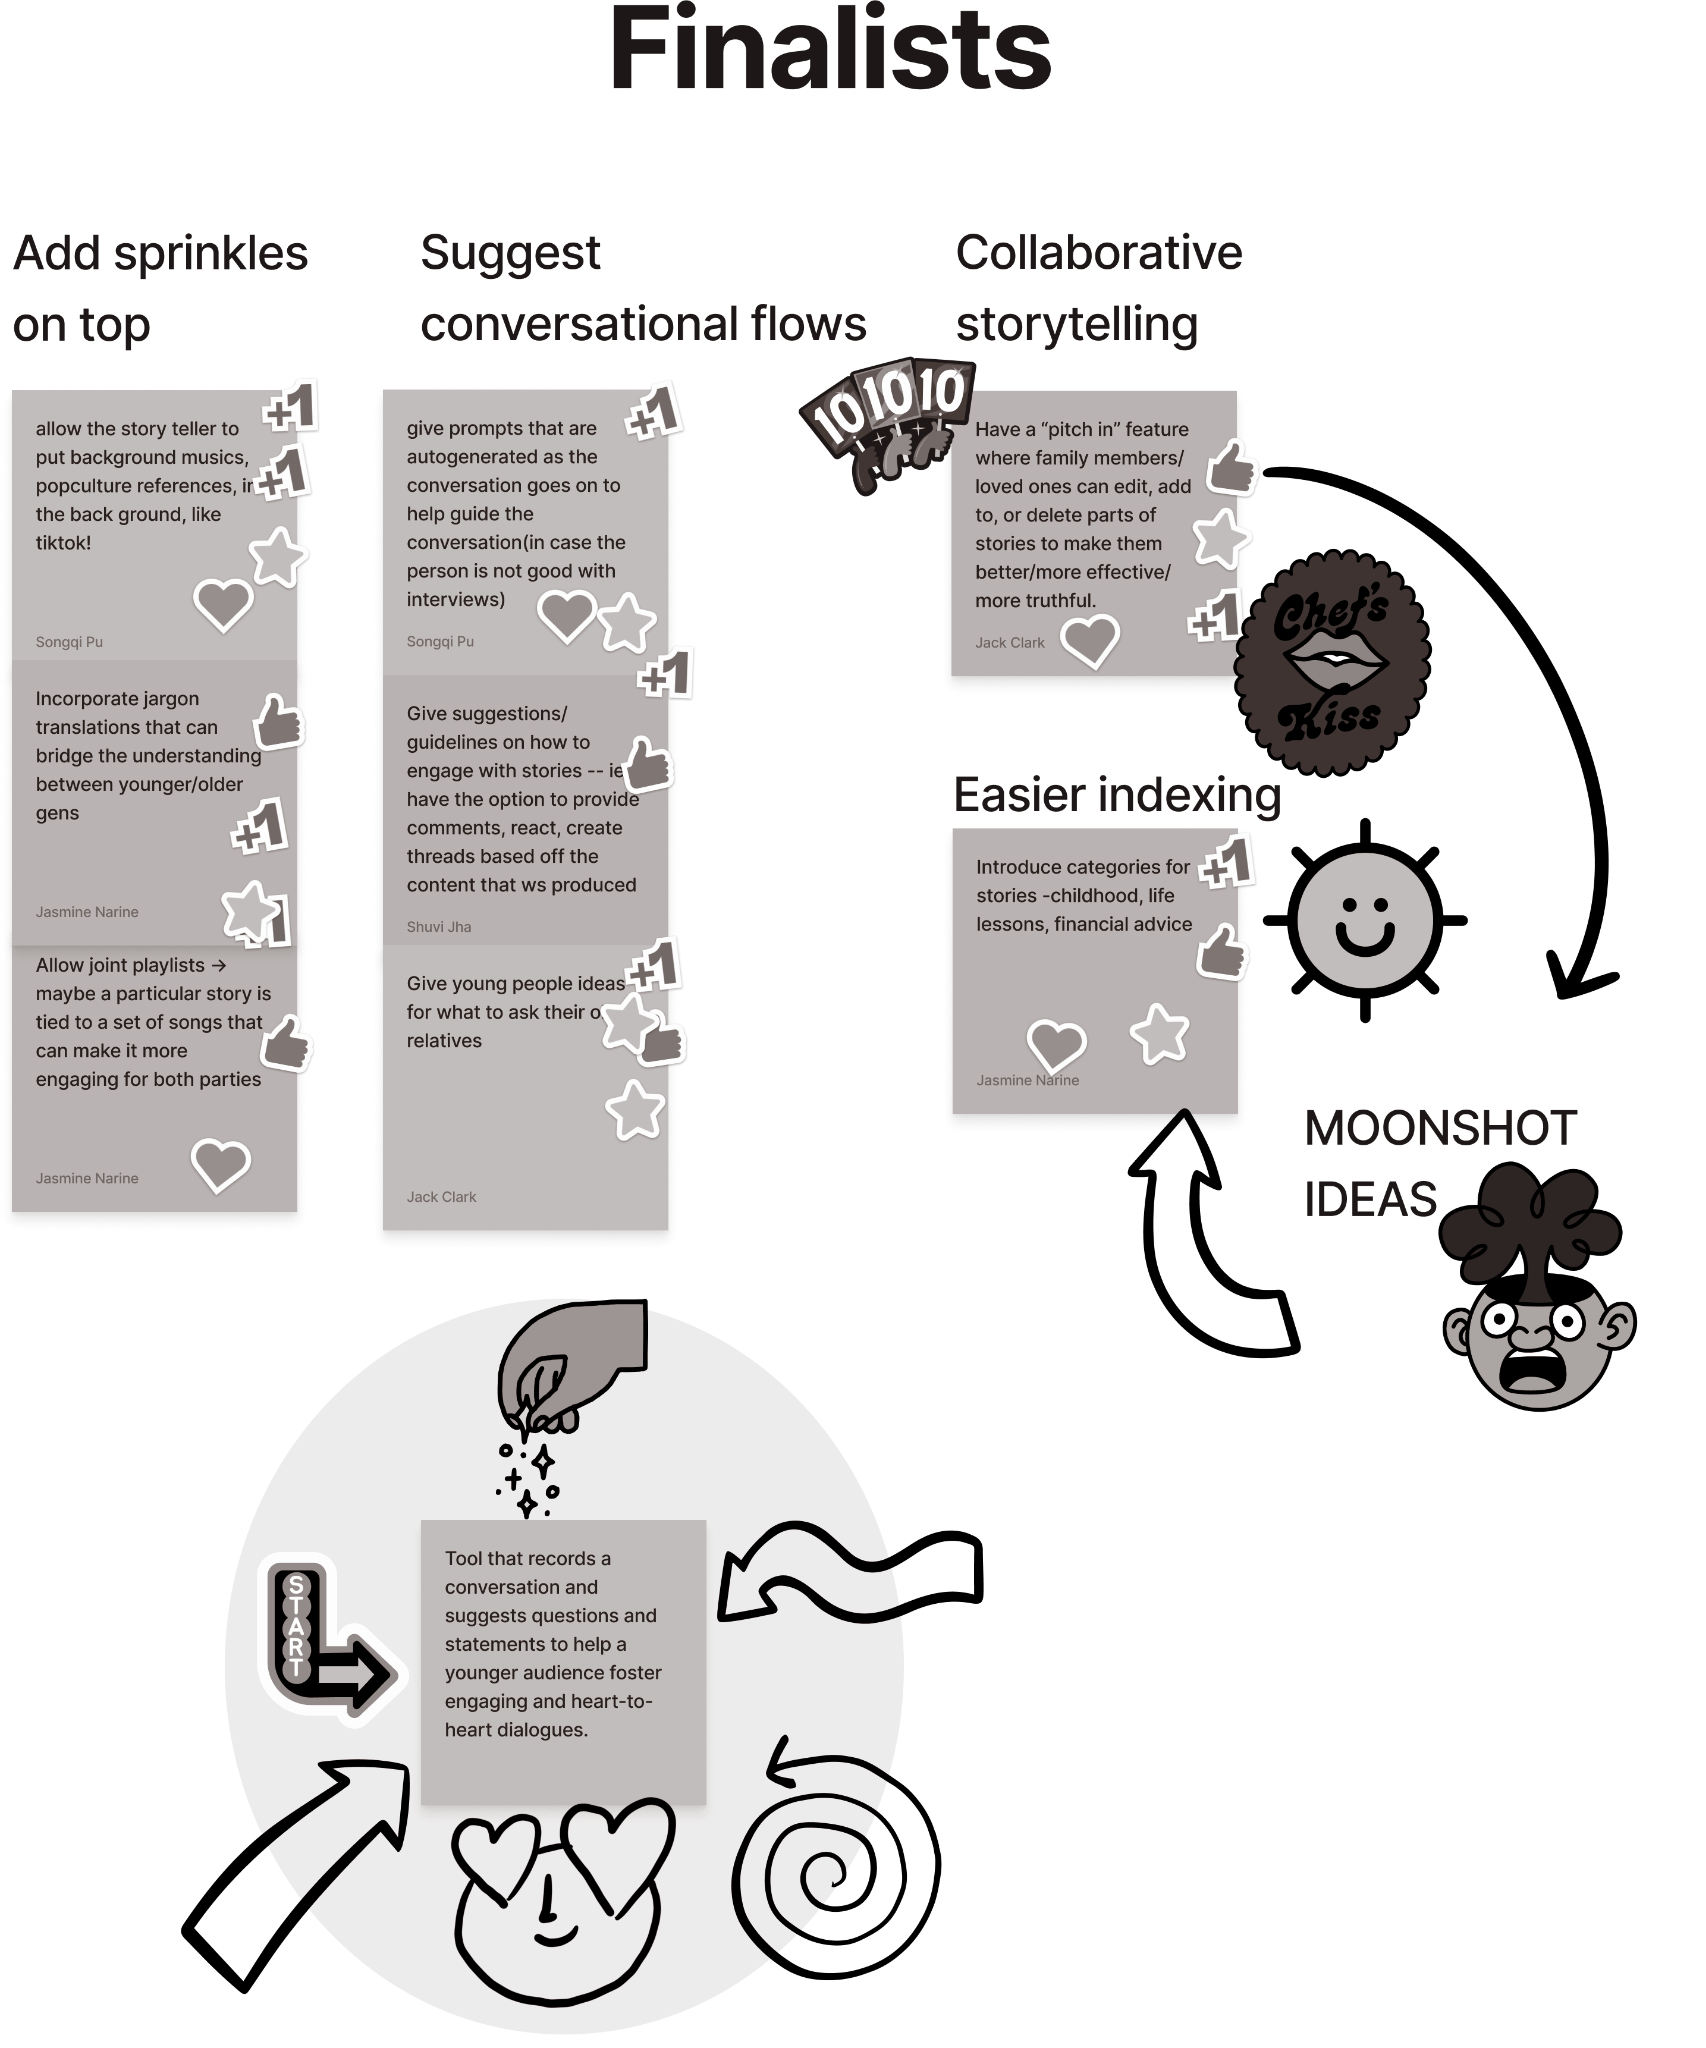 Finalists
Add sprinkles
on top
+1
+1
allow the story teller to
put background musics,
popculture references, in
the back ground, like
tiktok!
Songqi Pu
Incorporate jargon
translations that can
bridge the understanding
between younger/older
gens
+1
Jasmine Narine
1
Allow joint playlists →
maybe a particular story is
tied to a set of songs that
can make it more
engaging for both parties
Jasmine Narine
Suggest
conversational flows
+1
give prompts that are
autogenerated as the
conversation goes on to
help guide the
conversation(in case the
person is not good with
interviews)
Songqi Pu
+1
Give suggestions/
guidelines on how to
engage with stories -- ie
have the option to provide
comments, react, create
threads based off the
content that ws produced
Shuvi Jha
+1
Give young people ideas
for what to ask their
relatives
Jack Clark
Collaborative
storytelling
10 10 10
Have a “pitch in” feature
where family members/
loved ones can edit, add
to, or delete parts of
stories to make them
better/more effective/
more truthful.
+1
Jack Clark
Chef's
Kiss
Easier indexing
+1
Introduce categories for
stories -childhood, life
lessons, financial advice
Jasmine Narine
MOONSHOT
IDEAS
START
Tool that records a
conversation and
suggests questions and
statements to help a
younger audience foster
engaging and heart-to-
heart dialogues.